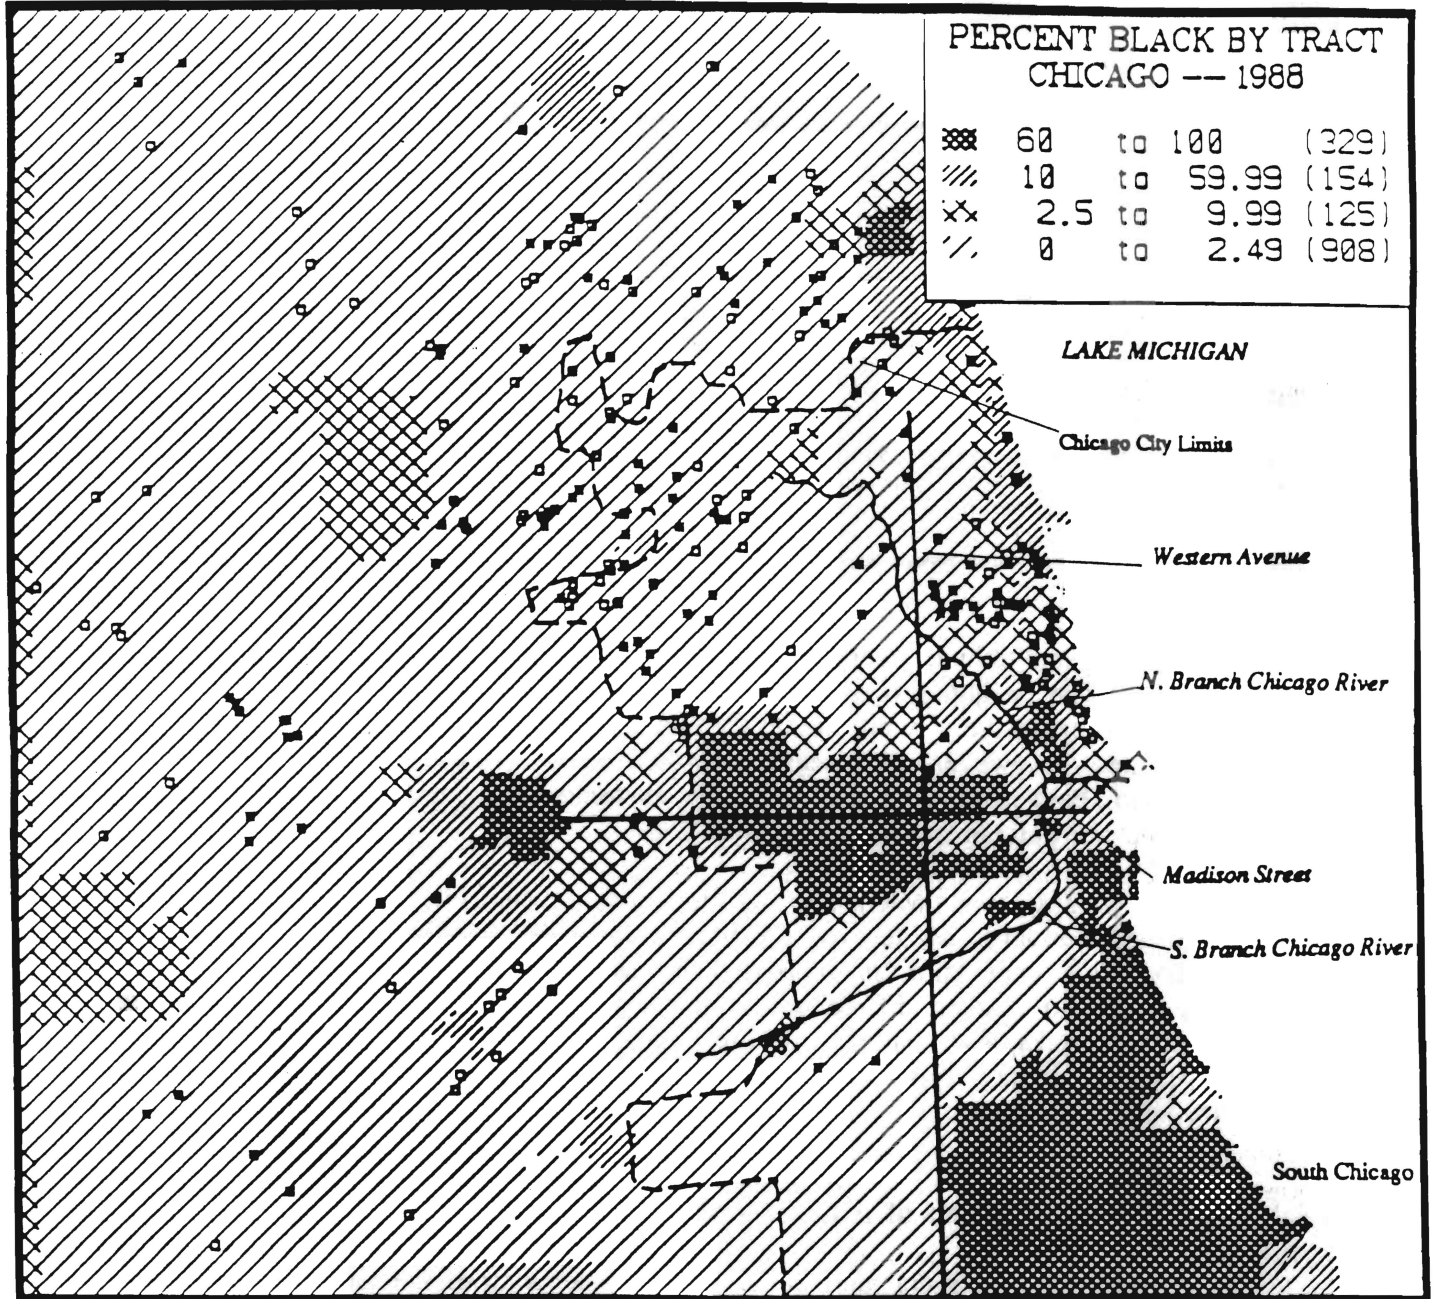 PERCENT BLACK BY TRACT
CHICAGO -- 1988
60 to 100 (329)
10 to 59.99 (154)
2.5 to 9.99 (125)
0 to 2.49 (908)
LAKE MICHIGAN
Chicago City Limits
Western Avenue
N. Branch Chicago River
Madison Street
S. Branch Chicago River
South Chicago